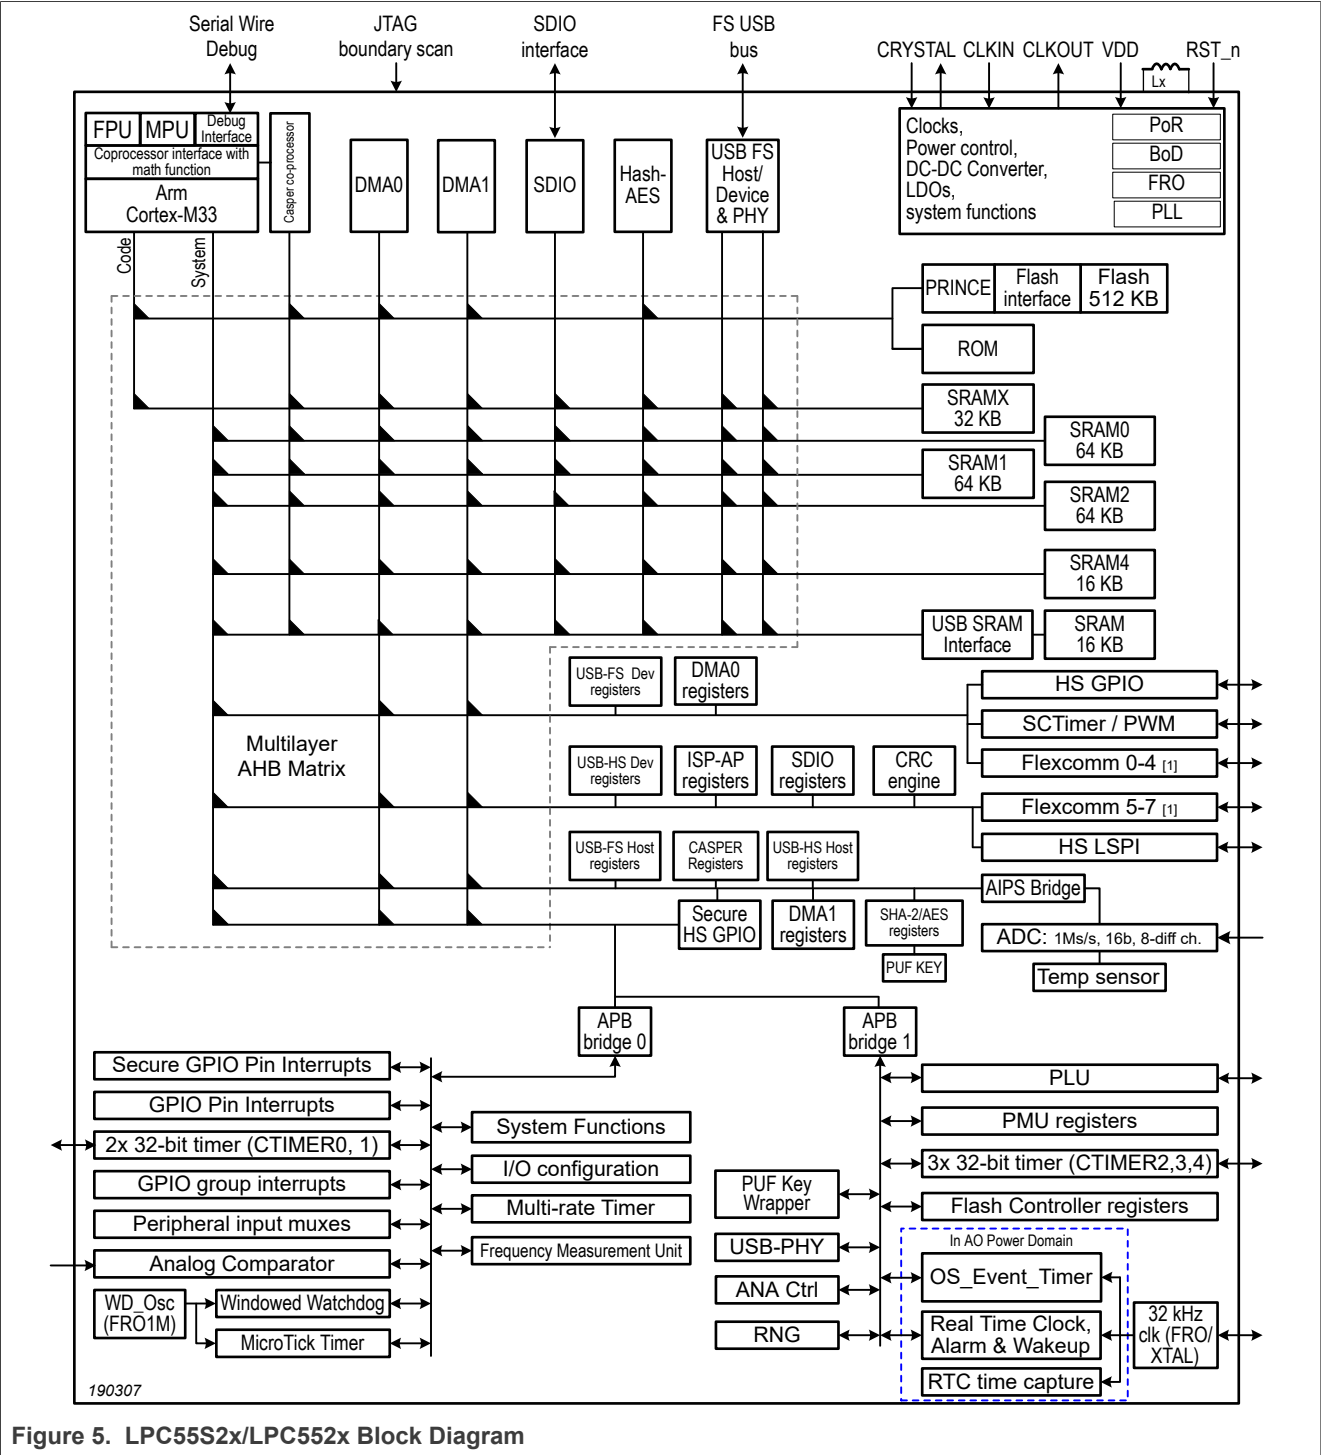 Serial Wire
Debug
JTAG
boundary scan
SDIO
interface
FS USB
bus
CRYSTAL
CLKIN
CLKOUT
VDD
RST_n
Lx
FPU
MPU
Debug
Interface
Coprocessor interface with
math function
Arm
Cortex-M33
Casper co-processor
DMA0
DMA1
SDIO
Hash-
AES
USB FS
Host/
Device
& PHY
Clocks,
Power control,
DC-DC Converter,
LDOs,
system functions
PoR
BoD
FRO
PLL
Code
System
PRINCE
Flash
interface
Flash
512 KB
ROM
SRAMX
32 KB
SRAM0
64 KB
SRAM1
64 KB
SRAM2
64 KB
SRAM4
16 KB
USB SRAM
Interface
SRAM
16 KB
USB-FS Dev
registers
DMA0
registers
HS GPIO
SCTimer / PWM
Flexcomm 0-4 [1]
Multilayer
AHB Matrix
USB-HS Dev
registers
ISP-AP
registers
SDIO
registers
CRC
engine
Flexcomm 5-7 [1]
HS LSPI
USB-FS Host
registers
CASPER
Registers
USB-HS Host
registers
AIPS Bridge
Secure
HS GPIO
DMA1
registers
SHA-2/AES
registers
PUF KEY
ADC: 1Ms/s, 16b, 8-diff ch.
Temp sensor
APB
bridge 0
APB
bridge 1
Secure GPIO Pin Interrupts
GPIO Pin Interrupts
2x 32-bit timer (CTIMER0, 1)
GPIO group interrupts
Peripheral input muxes
Analog Comparator
WD_Osc
(FRO1M)
Windowed Watchdog
MicroTick Timer
System Functions
I/O configuration
Multi-rate Timer
Frequency Measurement Unit
PUF Key
Wrapper
USB-PHY
ANA Ctrl
RNG
PLU
PMU registers
3x 32-bit timer (CTIMER2,3,4)
Flash Controller registers
In AO Power Domain
OS_Event_Timer
Real Time Clock,
Alarm & Wakeup
RTC time capture
32 kHz
clk (FRO/
XTAL)
190307
Figure 5. LPC55S2x/LPC552x Block Diagram